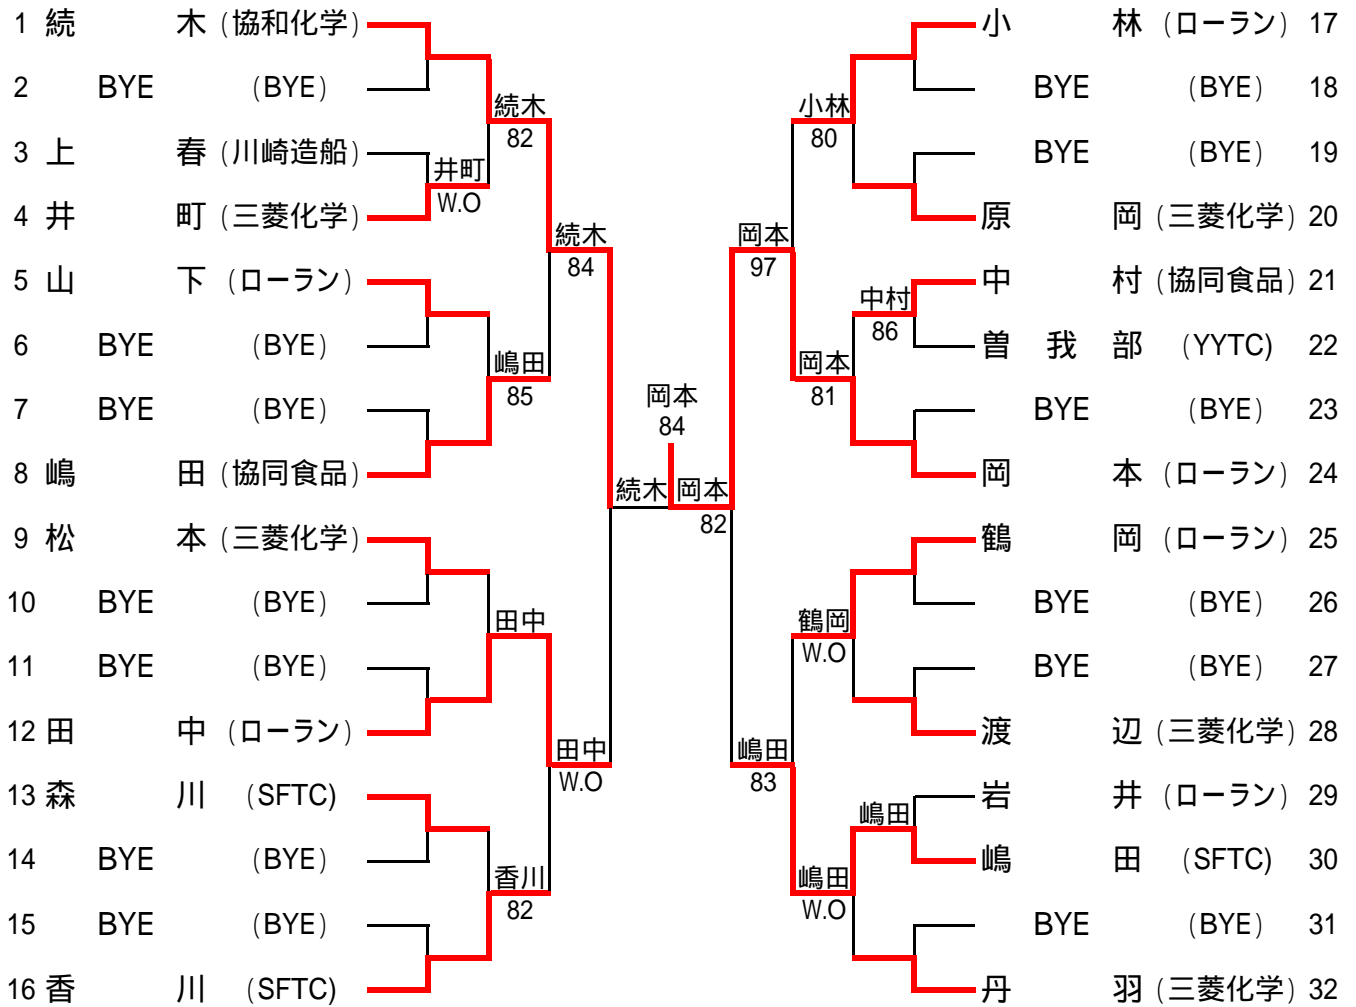 1 続 木 (協和化学) 小 林 (ローラン) 17
2 BYE (BYE) BYE (BYE) 18
続木 小林
82 80
3 上 春 (川崎造船) BYE (BYE) 19
井町
W.O
4 井 町 (三菱化学) 原 岡 (三菱化学) 20
続木 岡本
84 97
5 山 下 (ローラン) 中 村 (協同食品) 21
中村
86
6 BYE (BYE) 曽 我 部 (YYTC) 22
嶋田 岡本
85 81
7 BYE (BYE) BYE (BYE) 23
岡本
84
8 嶋 田 (協同食品) 岡 本 (ローラン) 24
続木 岡本
82
9 松 本 (三菱化学) 鶴 岡 (ローラン) 25
10 BYE (BYE) BYE (BYE) 26
田中 鶴岡
W.O
11 BYE (BYE) BYE (BYE) 27
12 田 中 (ローラン) 渡 辺 (三菱化学) 28
田中 嶋田
W.O 83
13 森 川 (SFTC) 岩 井 (ローラン) 29
嶋田
14 BYE (BYE) 嶋 田 (SFTC) 30
香川 嶋田
82 W.O
15 BYE (BYE) BYE (BYE) 31
16 香 川 (SFTC) 丹 羽 (三菱化学) 32